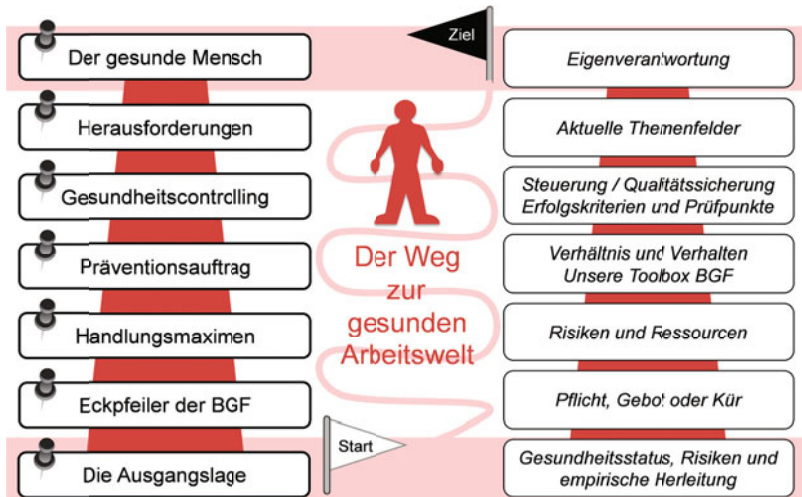 Der gesunde Mensch
Herausforderungen
Gesundheitscontrolling
Präventionsauftrag
Handlungsmaximen
Eckpfeiler der BGF
Die Ausgangslage
Ziel
Der Weg
zur
gesunden
Arbeitswelt
Start
Eigenverantwortung
Aktuelle Themenfelder
Steuerung / Qualitätssicherung
Erfolgskriterien und Prüfpunkte
Verhältnis und Verhalten
Unsere Toolbox BGF
Risiken und Ressourcen
Pflicht, Gebot oder Kür
Gesundheitsstatus, Risiken und
empirische Herleitung